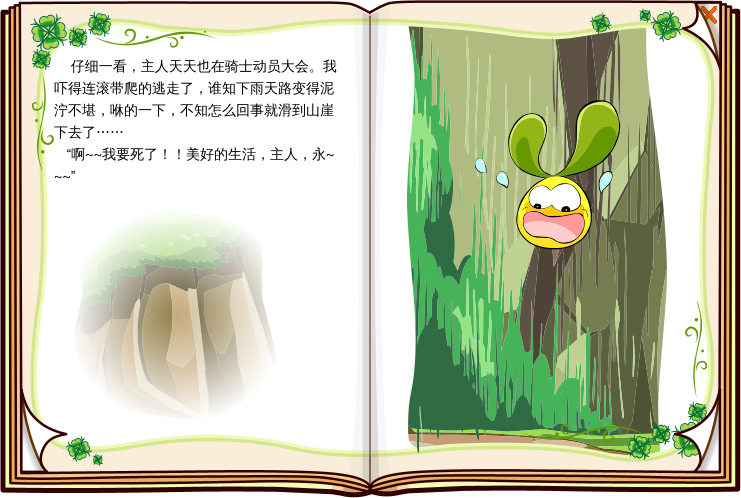 仔细一看，主人天天也在骑士动员大会。我
吓得连滚带爬的逃走了，谁知下雨天路变得泥
泞不堪，咻的一下，不知怎么回事就滑到山崖
下去了……
“啊~~我要死了！！美好的生活，主人，永~
~~”